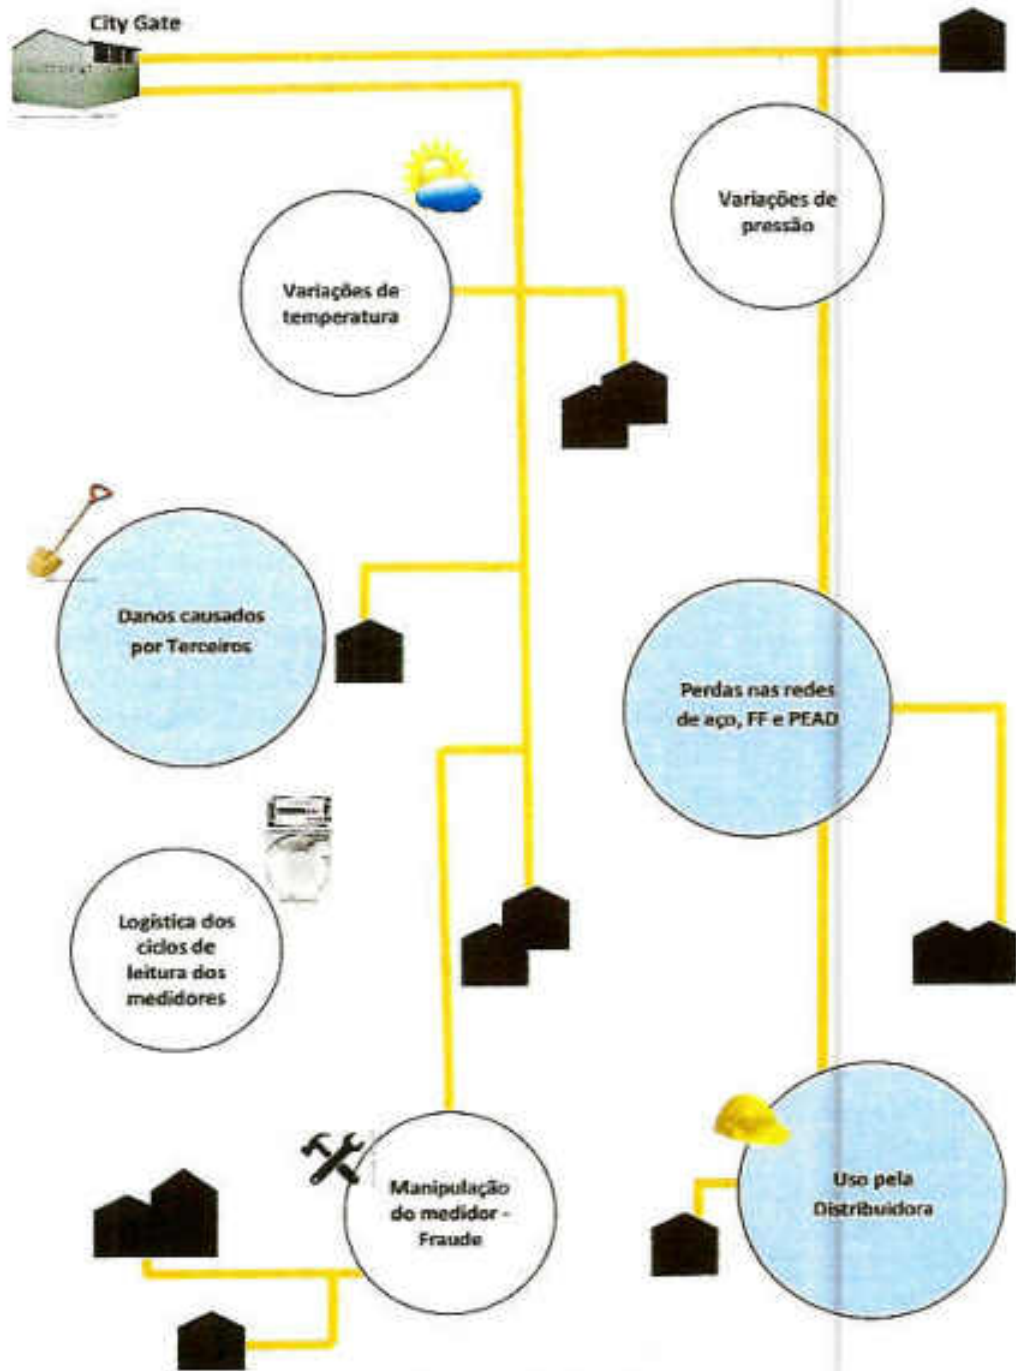 City Gate
Variações de
pressão
Variações de
temperatura
Danos causados
por Terceiros
Perdas nas redes
de aço, FF e PEAD
Logística dos
ciclos de
leitura dos
medidores
Manipulação
do medidor -
Fraude
Uso pela
Distribuidora